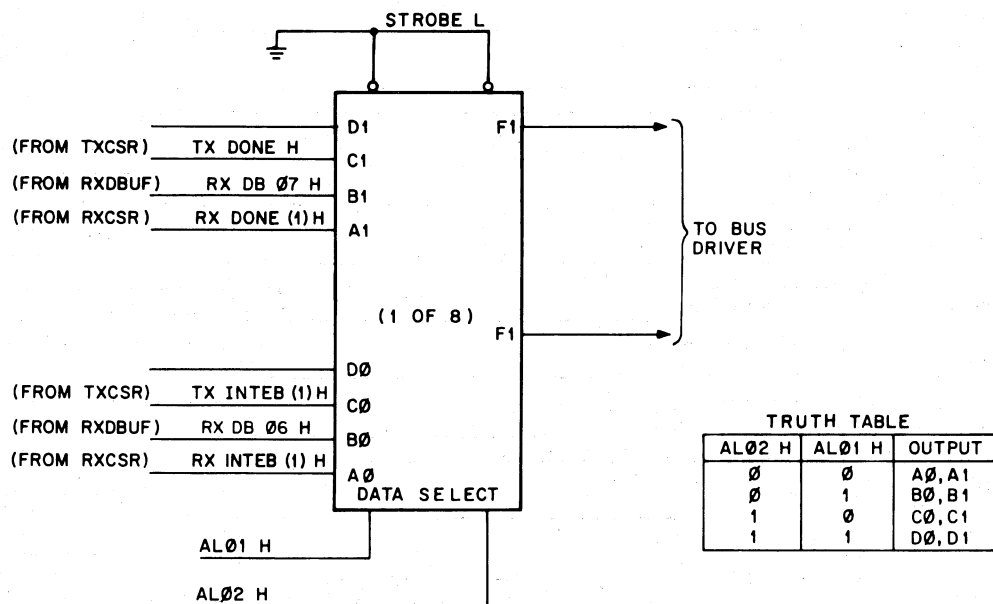 STROBE L
D1
F1
(FROM TXCSR) TX DONE H
C1
(FROM RXDBUF) RX DB Ø7 H
B1
(FROM RXCSR) RX DONE (1) H
A1
TO BUS
DRIVER
(1 OF 8)
F1
DØ
(FROM TXCSR) TX INTEB (1) H
CØ
(FROM RXDBUF) RX DB Ø6 H
BØ
(FROM RXCSR) RX INTEB (1) H
AØ
DATA SELECT
ALØ1 H
ALØ2 H
TRUTH TABLE
ALØ2 H ALØ1 H OUTPUT
Ø Ø AØ, A1
Ø 1 BØ, B1
1 Ø CØ, C1
1 1 DØ, D1